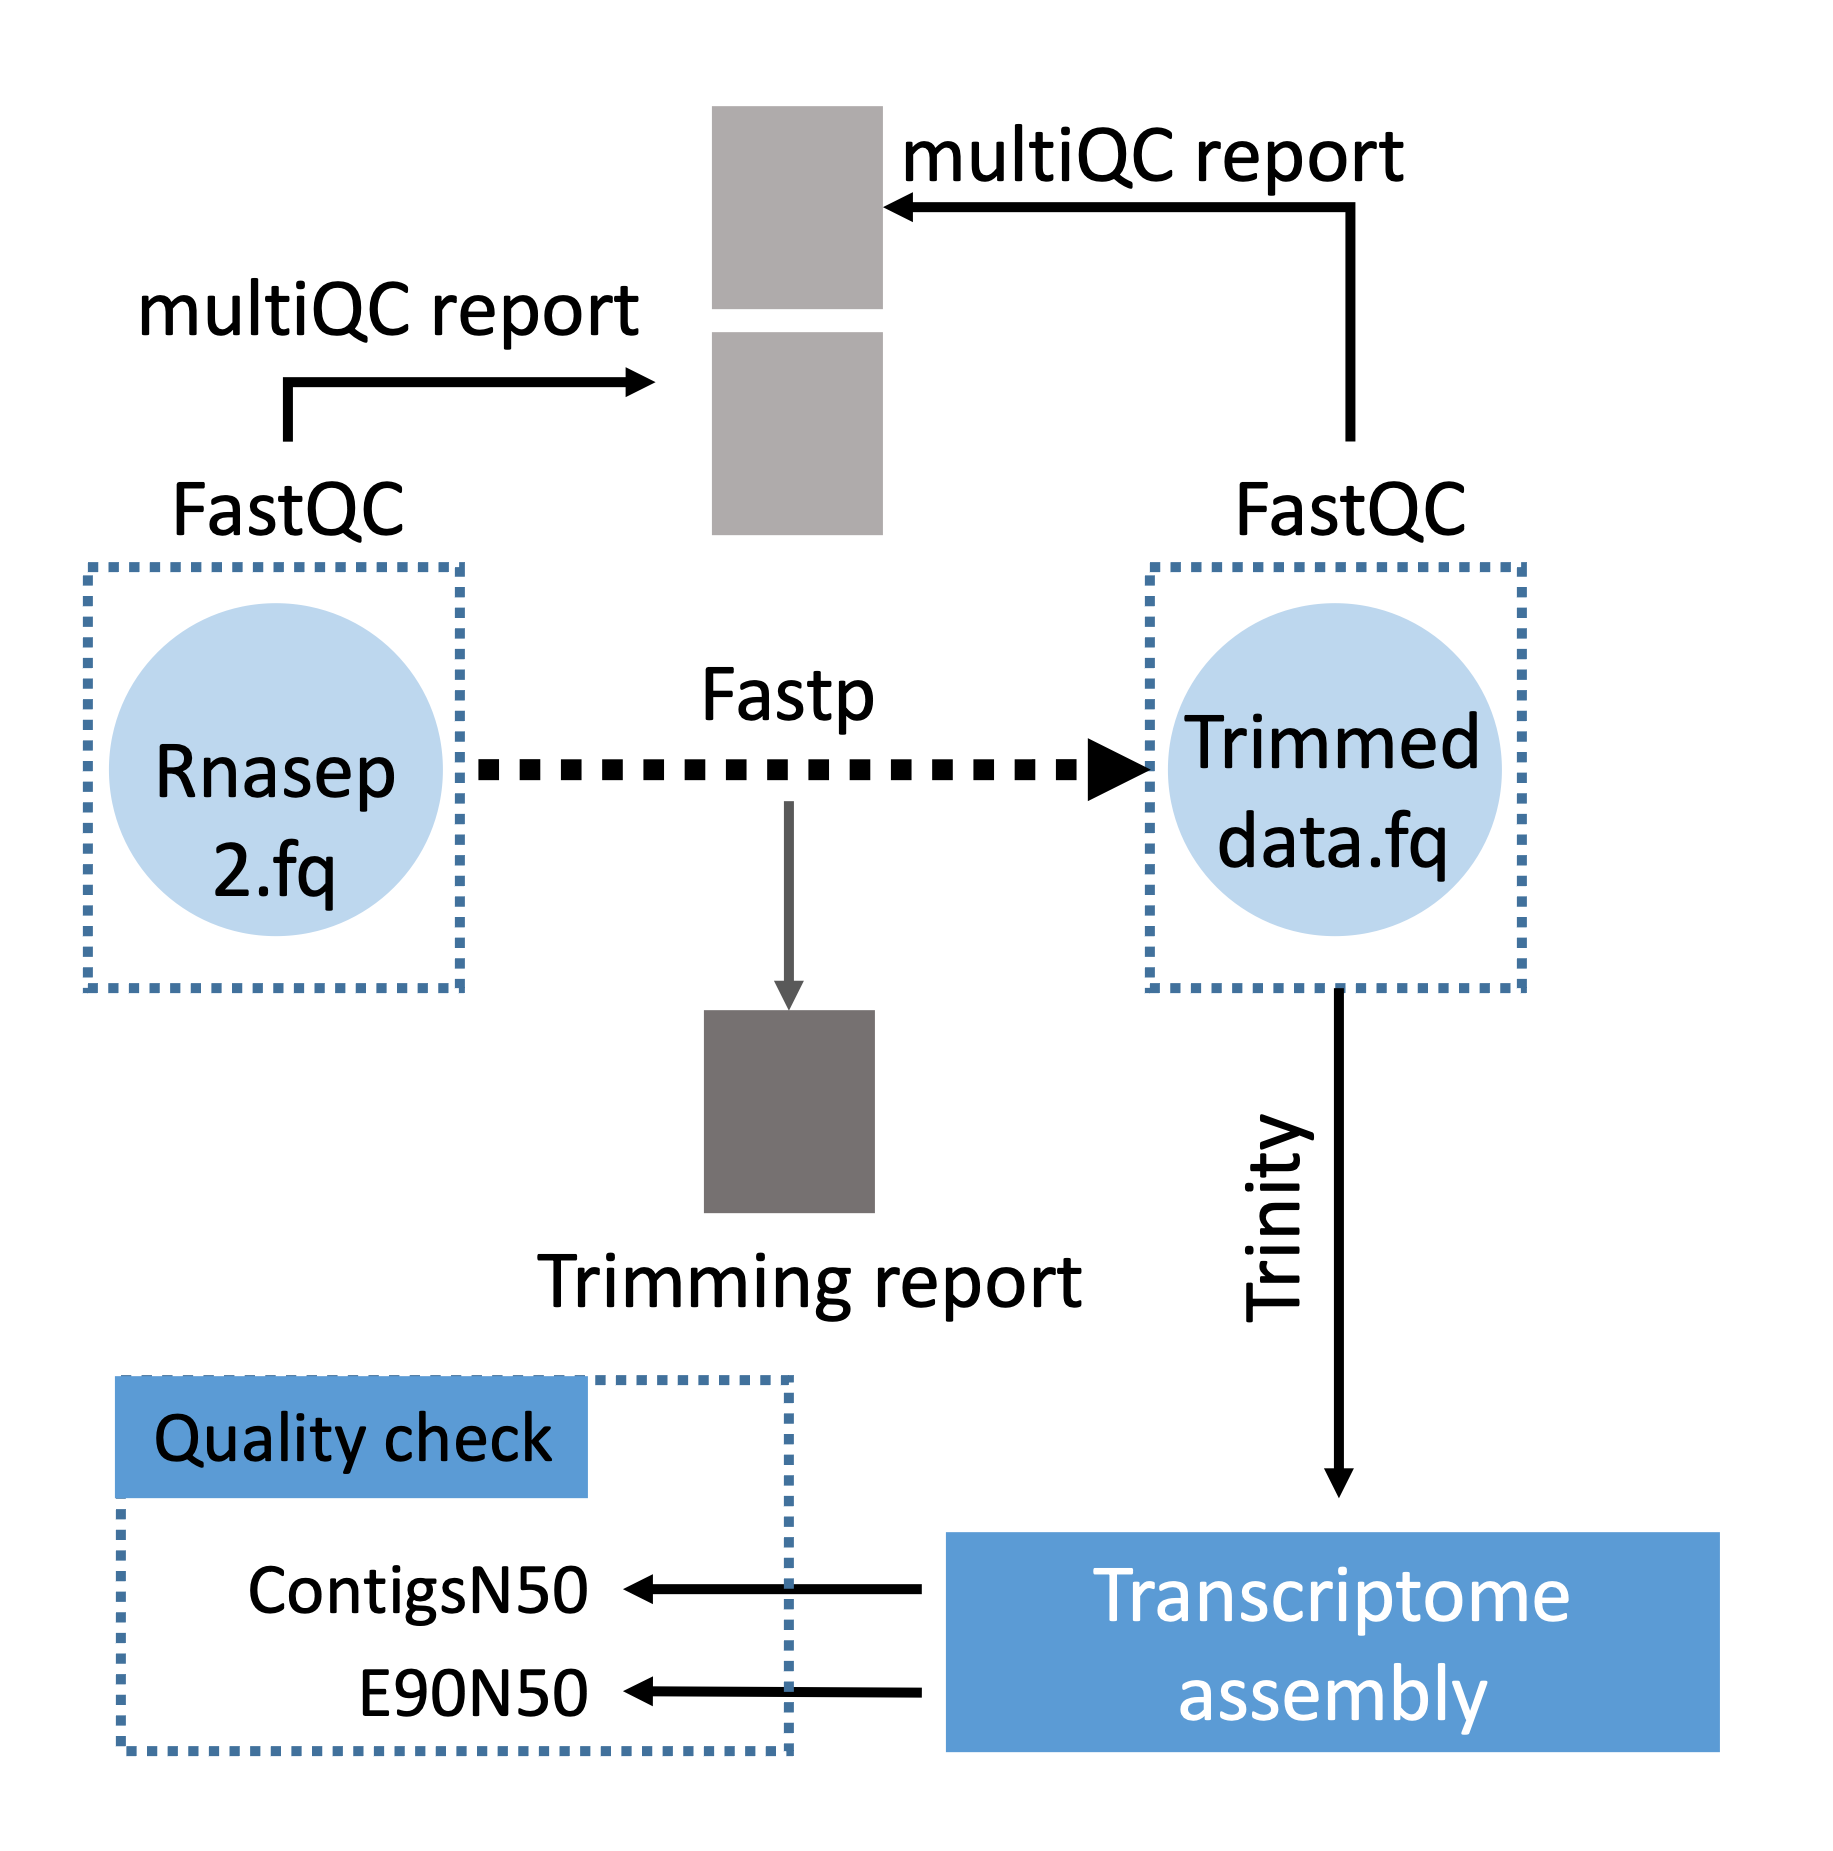 multiQC report
multiQC report
FastQC
FastQC
Fastp
Rnasep
2.fq
Trimmed
data.fq
Trinity
Trimming report
Quality check
ContigsN50
E90N50
Transcriptome
assembly